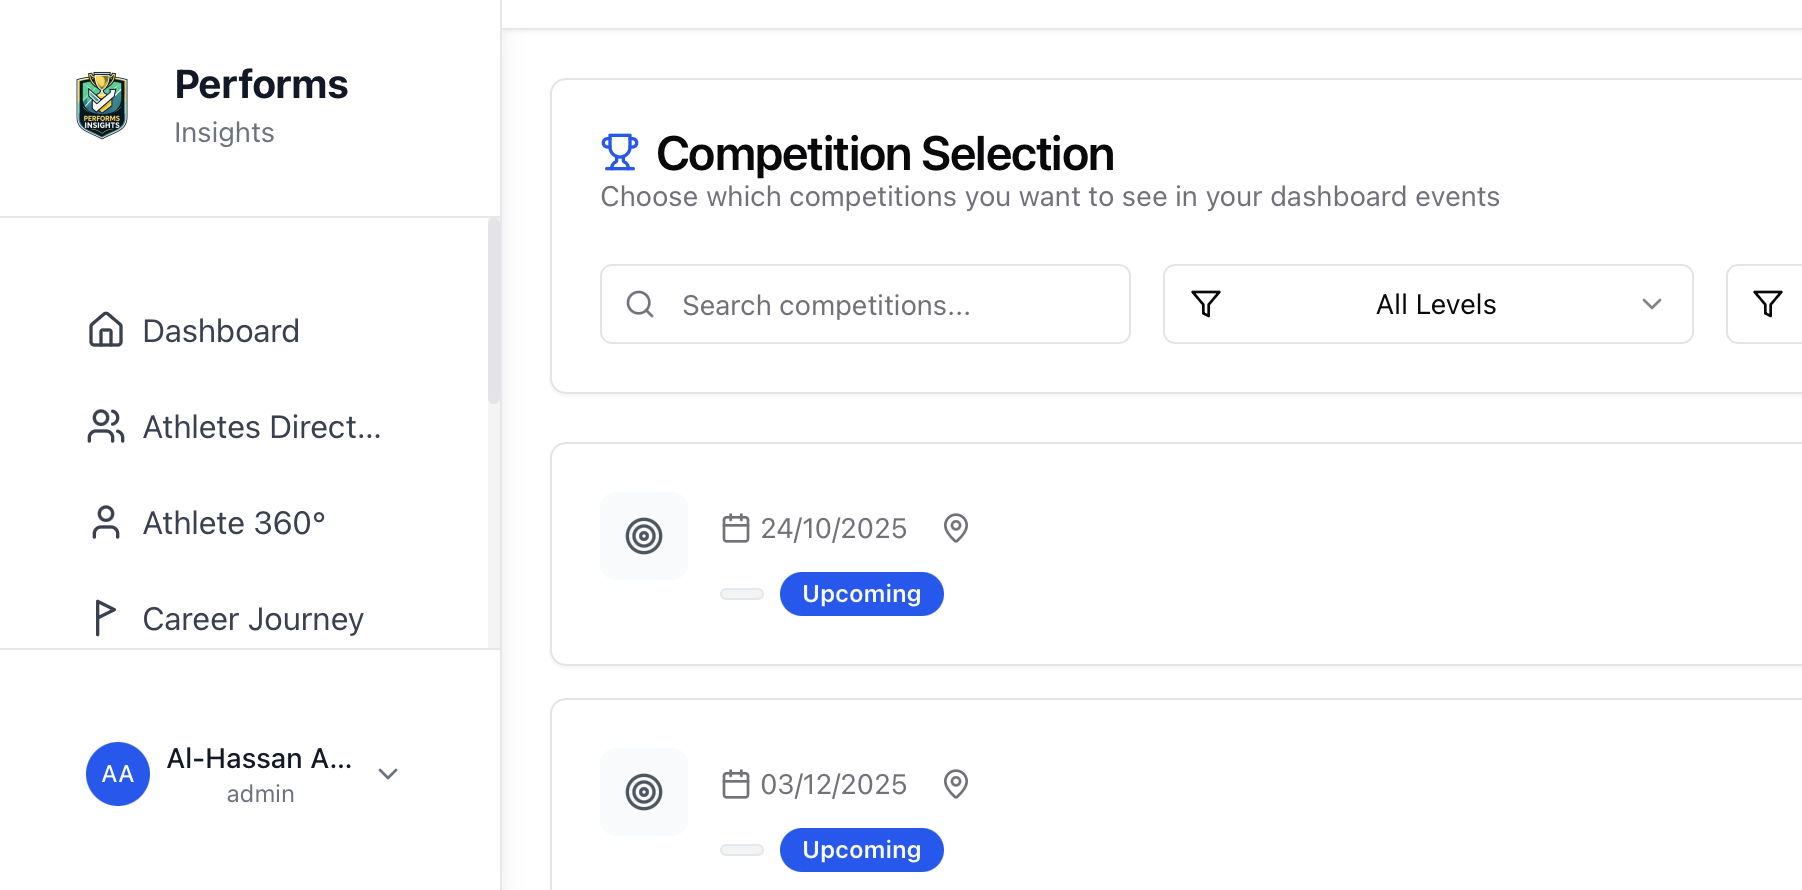 PERFORMS
INSIGHTS
Performs
Insights
Dashboard
Athletes Direct...
Athlete 360°
Career Journey
AA
Al-Hassan A...
admin
Competition Selection
Choose which competitions you want to see in your dashboard events
Search competitions...
All Levels
24/10/2025
Upcoming
03/12/2025
Upcoming